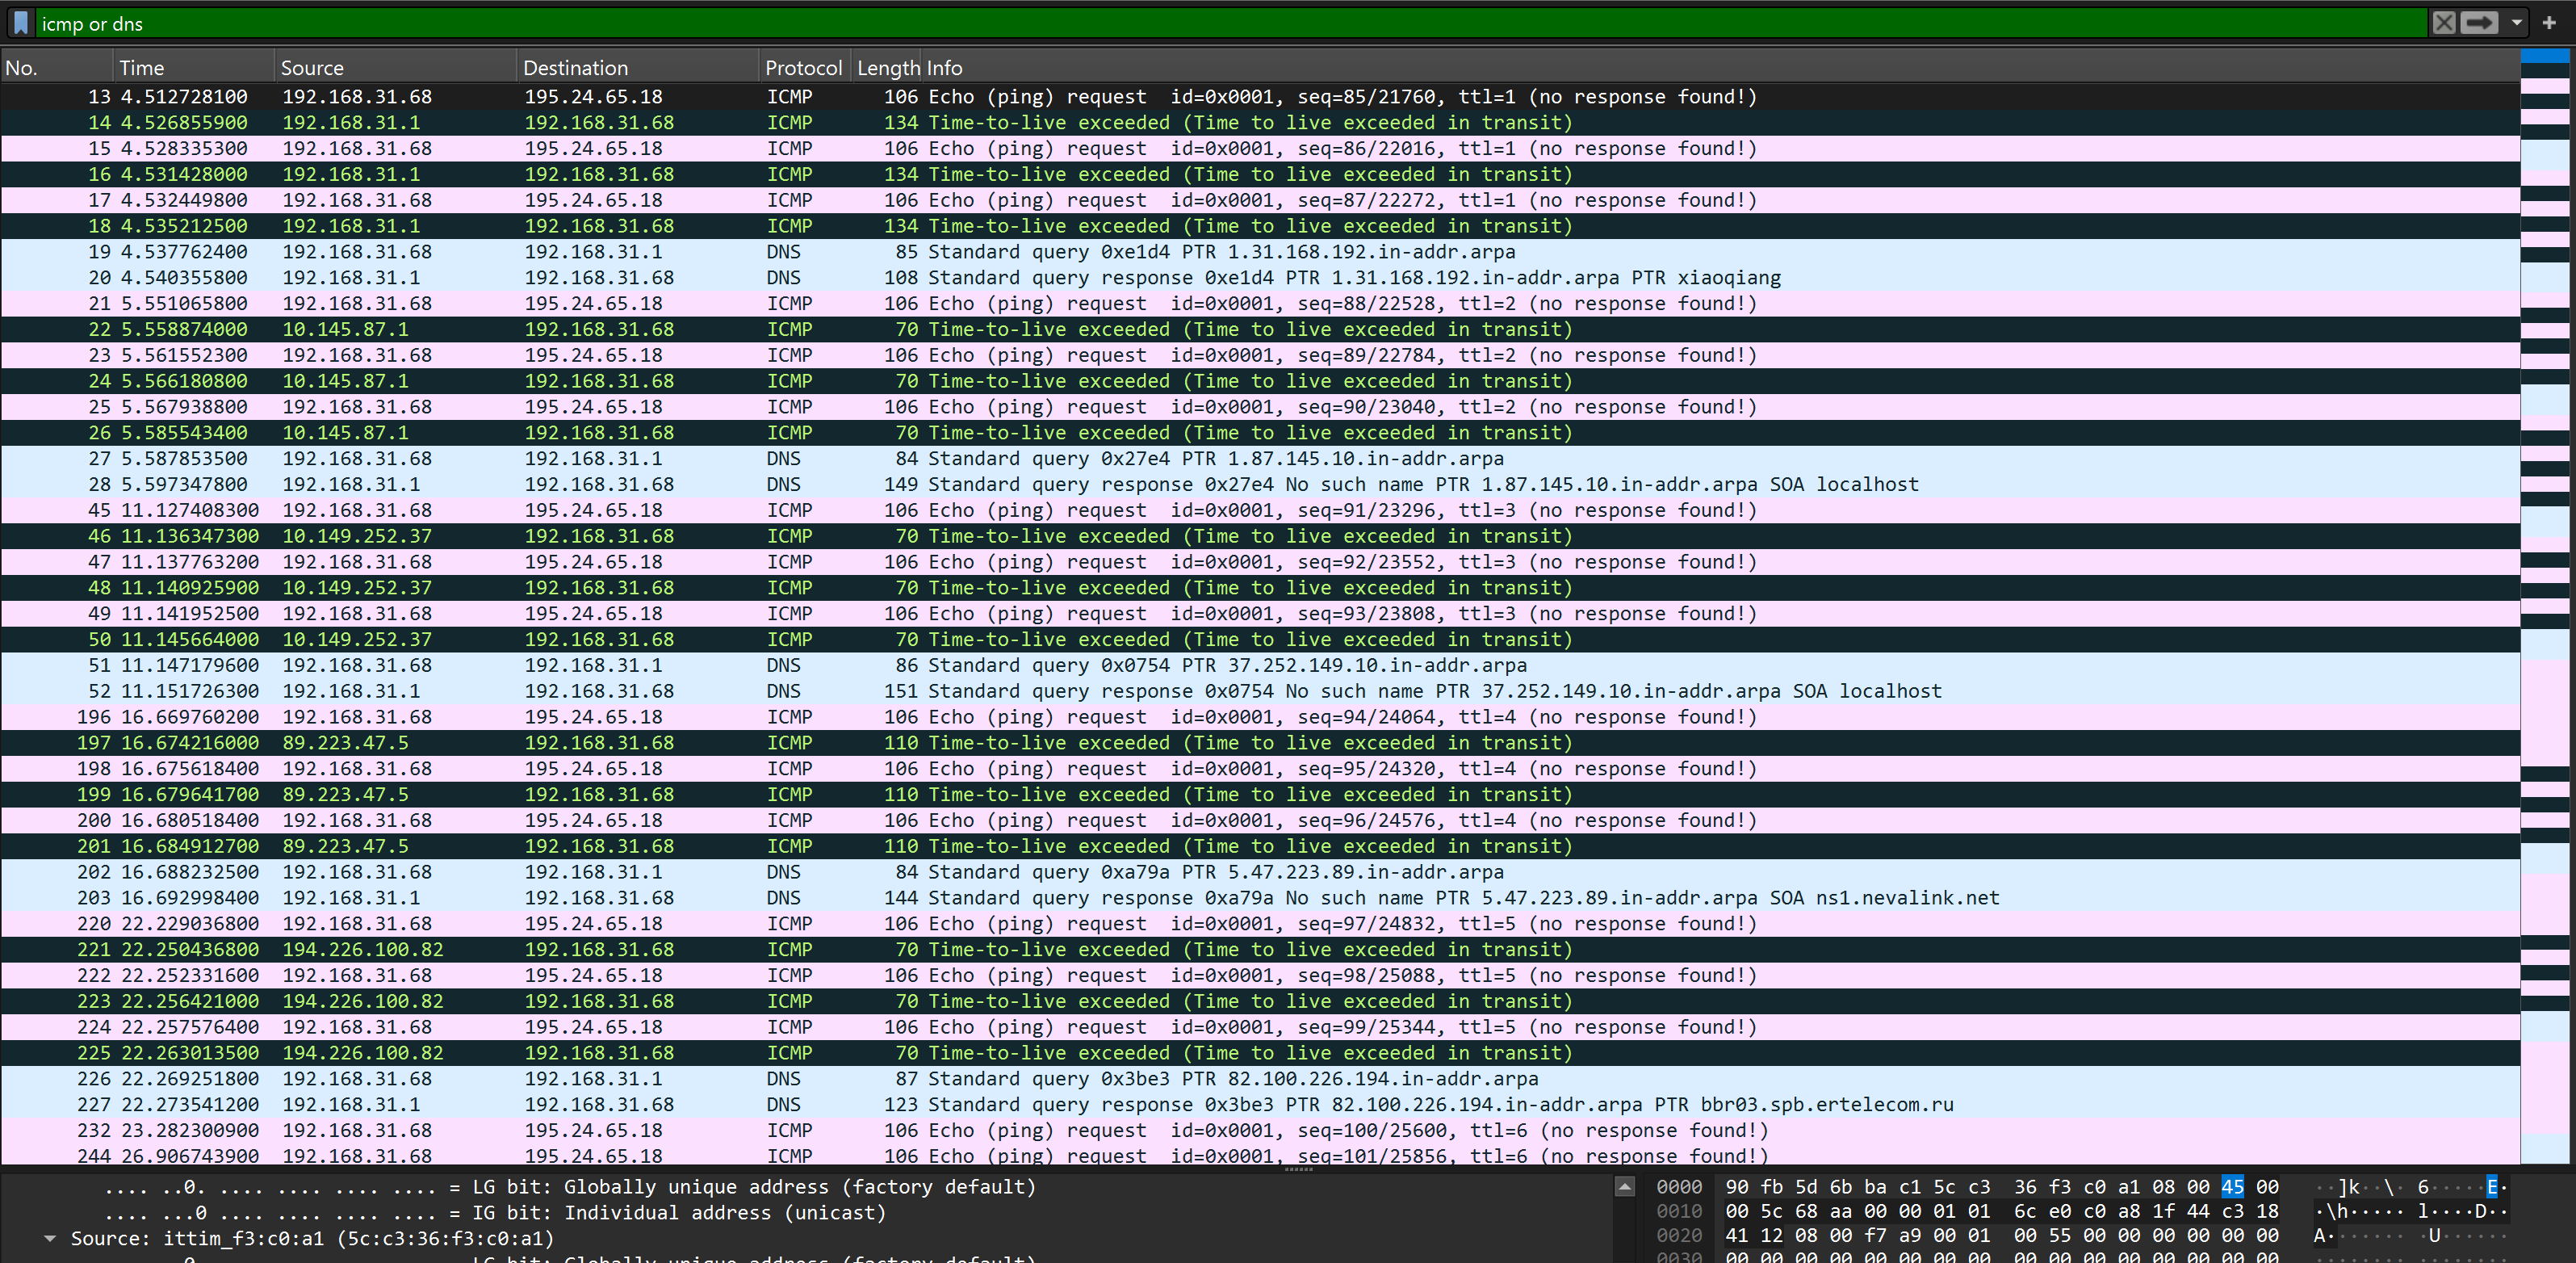 icmp or dns
No. Time Source Destination Protocol Length Info
13 4.512728100 192.168.31.68 195.24.65.18 ICMP 106 Echo (ping) request id=0x0001, seq=85/21760, ttl=1 (no response found!)
14 4.526855900 192.168.31.1 192.168.31.68 ICMP 134 Time-to-live exceeded (Time to live exceeded in transit)
15 4.528335300 192.168.31.68 195.24.65.18 ICMP 106 Echo (ping) request id=0x0001, seq=86/22016, ttl=1 (no response found!)
16 4.531428000 192.168.31.1 192.168.31.68 ICMP 134 Time-to-live exceeded (Time to live exceeded in transit)
17 4.532449800 192.168.31.68 195.24.65.18 ICMP 106 Echo (ping) request id=0x0001, seq=87/22272, ttl=1 (no response found!)
18 4.535212500 192.168.31.1 192.168.31.68 ICMP 134 Time-to-live exceeded (Time to live exceeded in transit)
19 4.537762400 192.168.31.68 192.168.31.1 DNS 85 Standard query 0xe1d4 PTR 1.31.168.192.in-addr.arpa
20 4.540355800 192.168.31.1 192.168.31.68 DNS 108 Standard query response 0xe1d4 PTR 1.31.168.192.in-addr.arpa PTR xiaoqiang
21 5.551065800 192.168.31.68 195.24.65.18 ICMP 106 Echo (ping) request id=0x0001, seq=88/22528, ttl=2 (no response found!)
22 5.558874000 10.145.87.1 192.168.31.68 ICMP 70 Time-to-live exceeded (Time to live exceeded in transit)
23 5.561552300 192.168.31.68 195.24.65.18 ICMP 106 Echo (ping) request id=0x0001, seq=89/22784, ttl=2 (no response found!)
24 5.566180800 10.145.87.1 192.168.31.68 ICMP 70 Time-to-live exceeded (Time to live exceeded in transit)
25 5.567938800 192.168.31.68 195.24.65.18 ICMP 106 Echo (ping) request id=0x0001, seq=90/23040, ttl=2 (no response found!)
26 5.585543400 10.145.87.1 192.168.31.68 ICMP 70 Time-to-live exceeded (Time to live exceeded in transit)
27 5.587853500 192.168.31.68 192.168.31.1 DNS 84 Standard query 0x27e4 PTR 1.87.145.10.in-addr.arpa
28 5.597347800 192.168.31.1 192.168.31.68 DNS 149 Standard query response 0x27e4 No such name PTR 1.87.145.10.in-addr.arpa SOA localhost
45 11.127408300 192.168.31.68 195.24.65.18 ICMP 106 Echo (ping) request id=0x0001, seq=91/23296, ttl=3 (no response found!)
46 11.136347300 10.149.252.37 192.168.31.68 ICMP 70 Time-to-live exceeded (Time to live exceeded in transit)
47 11.137763200 192.168.31.68 195.24.65.18 ICMP 106 Echo (ping) request id=0x0001, seq=92/23552, ttl=3 (no response found!)
48 11.140925900 10.149.252.37 192.168.31.68 ICMP 70 Time-to-live exceeded (Time to live exceeded in transit)
49 11.141952500 192.168.31.68 195.24.65.18 ICMP 106 Echo (ping) request id=0x0001, seq=93/23808, ttl=3 (no response found!)
50 11.145664000 10.149.252.37 192.168.31.68 ICMP 70 Time-to-live exceeded (Time to live exceeded in transit)
51 11.147179600 192.168.31.68 192.168.31.1 DNS 86 Standard query 0x0754 PTR 37.252.149.10.in-addr.arpa
52 11.151726300 192.168.31.1 192.168.31.68 DNS 151 Standard query response 0x0754 No such name PTR 37.252.149.10.in-addr.arpa SOA localhost
196 16.669760200 192.168.31.68 195.24.65.18 ICMP 106 Echo (ping) request id=0x0001, seq=94/24064, ttl=4 (no response found!)
197 16.674216000 89.223.47.5 192.168.31.68 ICMP 110 Time-to-live exceeded (Time to live exceeded in transit)
198 16.675618400 192.168.31.68 195.24.65.18 ICMP 106 Echo (ping) request id=0x0001, seq=95/24320, ttl=4 (no response found!)
199 16.679641700 89.223.47.5 192.168.31.68 ICMP 110 Time-to-live exceeded (Time to live exceeded in transit)
200 16.680518400 192.168.31.68 195.24.65.18 ICMP 106 Echo (ping) request id=0x0001, seq=96/24576, ttl=4 (no response found!)
201 16.684912700 89.223.47.5 192.168.31.68 ICMP 110 Time-to-live exceeded (Time to live exceeded in transit)
202 16.688232500 192.168.31.68 192.168.31.1 DNS 84 Standard query 0xa79a PTR 5.47.223.89.in-addr.arpa
203 16.692998400 192.168.31.1 192.168.31.68 DNS 144 Standard query response 0xa79a No such name PTR 5.47.223.89.in-addr.arpa SOA ns1.nevalink.net
220 22.229036800 192.168.31.68 195.24.65.18 ICMP 106 Echo (ping) request id=0x0001, seq=97/24832, ttl=5 (no response found!)
221 22.250436800 194.226.100.82 192.168.31.68 ICMP 70 Time-to-live exceeded (Time to live exceeded in transit)
222 22.252331600 192.168.31.68 195.24.65.18 ICMP 106 Echo (ping) request id=0x0001, seq=98/25088, ttl=5 (no response found!)
223 22.256421000 194.226.100.82 192.168.31.68 ICMP 70 Time-to-live exceeded (Time to live exceeded in transit)
224 22.257576400 192.168.31.68 195.24.65.18 ICMP 106 Echo (ping) request id=0x0001, seq=99/25344, ttl=5 (no response found!)
225 22.263013500 194.226.100.82 192.168.31.68 ICMP 70 Time-to-live exceeded (Time to live exceeded in transit)
226 22.269251800 192.168.31.68 192.168.31.1 DNS 87 Standard query 0x3be3 PTR 82.100.226.194.in-addr.arpa
227 22.273541200 192.168.31.1 192.168.31.68 DNS 123 Standard query response 0x3be3 PTR 82.100.226.194.in-addr.arpa PTR bbr03.spb.ertelecom.ru
232 23.282300900 192.168.31.68 195.24.65.18 ICMP 106 Echo (ping) request id=0x0001, seq=100/25600, ttl=6 (no response found!)
244 26.906743900 192.168.31.68 195.24.65.18 ICMP 106 Echo (ping) request id=0x0001, seq=101/25856, ttl=6 (no response found!)
.... ..0. .... .... .... .... = LG bit: Globally unique address (factory default)
.... ...0 .... .... .... .... = IG bit: Individual address (unicast)
Source: ittim_f3:c0:a1 (5c:c3:36:f3:c0:a1)
0000 90 fb 5d 6b ba c1 5c c3 36 f3 c0 a1 08 00 45 00 ··]k··\·6·····E·
0010 00 5c 68 aa 00 00 01 01 6c e0 c0 a8 1f 44 c3 18 ·\h·····l····D··
0020 41 12 08 00 f7 a9 00 01 00 55 00 00 00 00 00 00 A········U······
0030 00 00 00 00 00 00 00 00 00 00 00 00 00 00 00 00